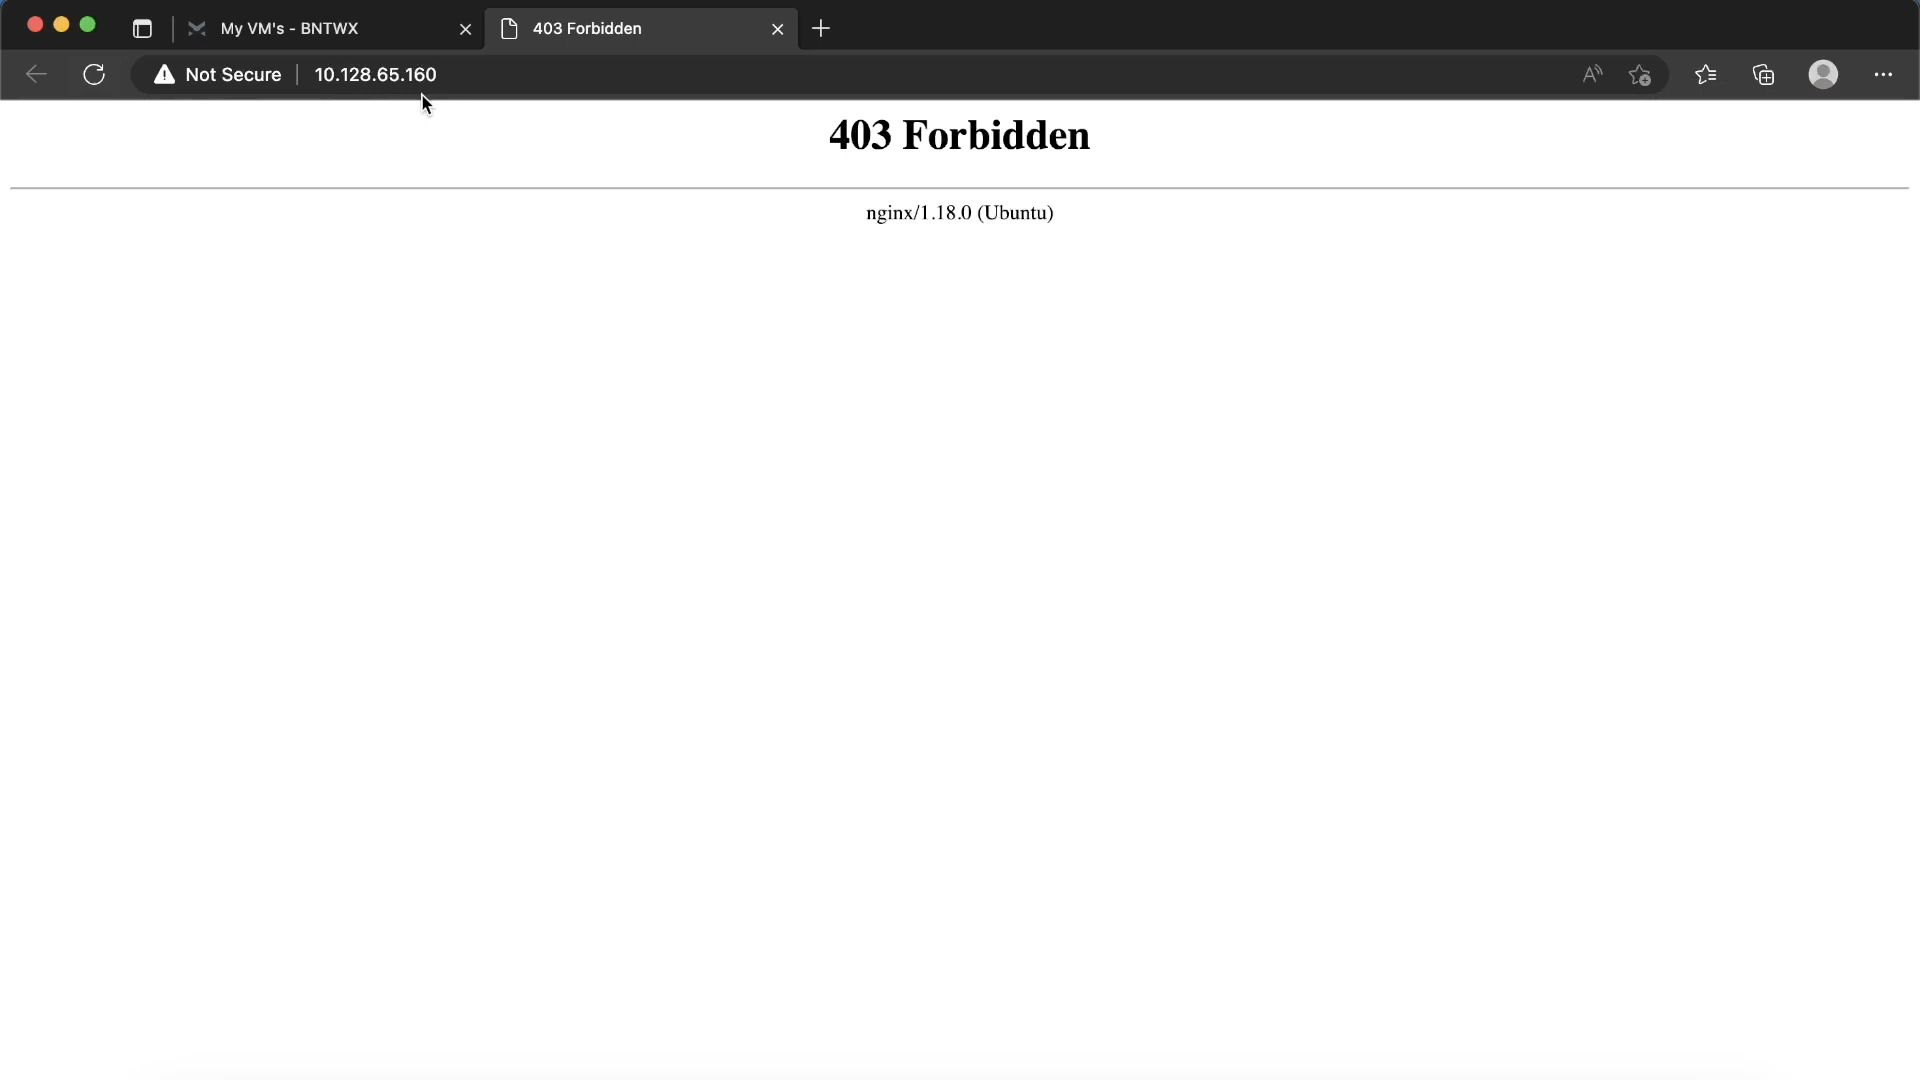 My VM's - BNTWX
403 Forbidden
Not Secure
10.128.65.160
403 Forbidden
nginx/1.18.0 (Ubuntu)